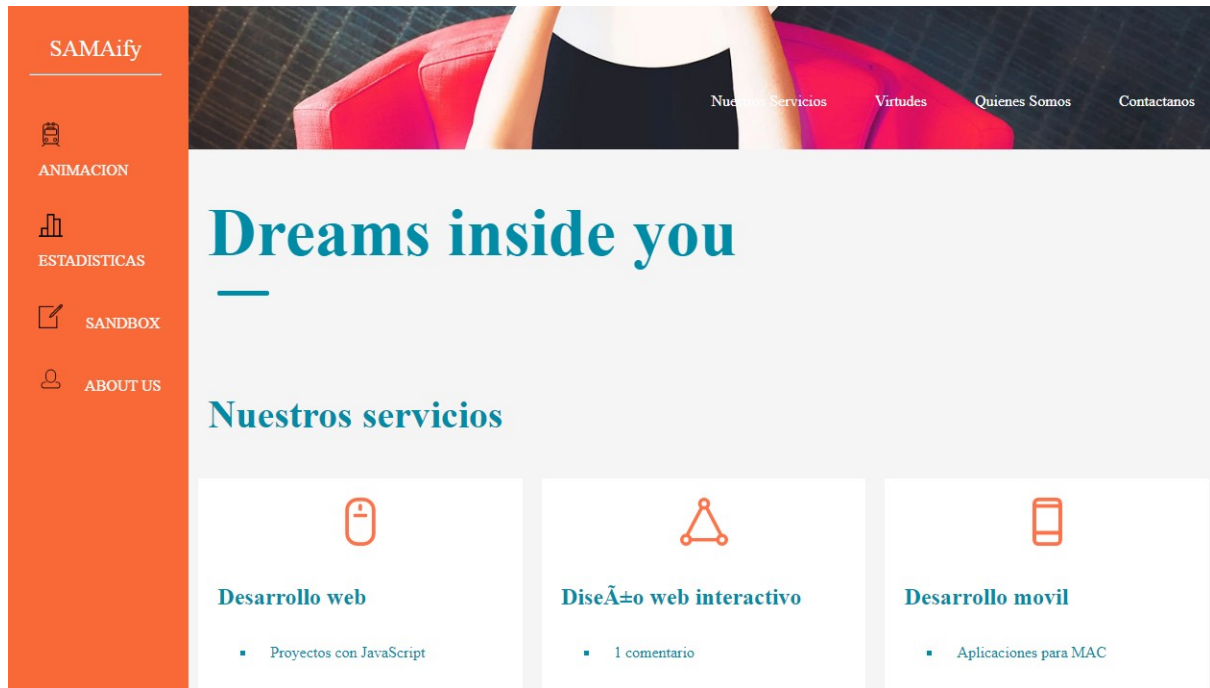 SAMAify
ANIMACION
ESTADISTICAS
SANDBOX
ABOUT US
Nuestros Servicios
Virtudes
Quienes Somos
Contactanos
Dreams inside you
Nuestros servicios
Desarrollo web
Proyectos con JavaScript
DiseÃ±o web interactivo
1 comentario
Desarrollo movil
Aplicaciones para MAC